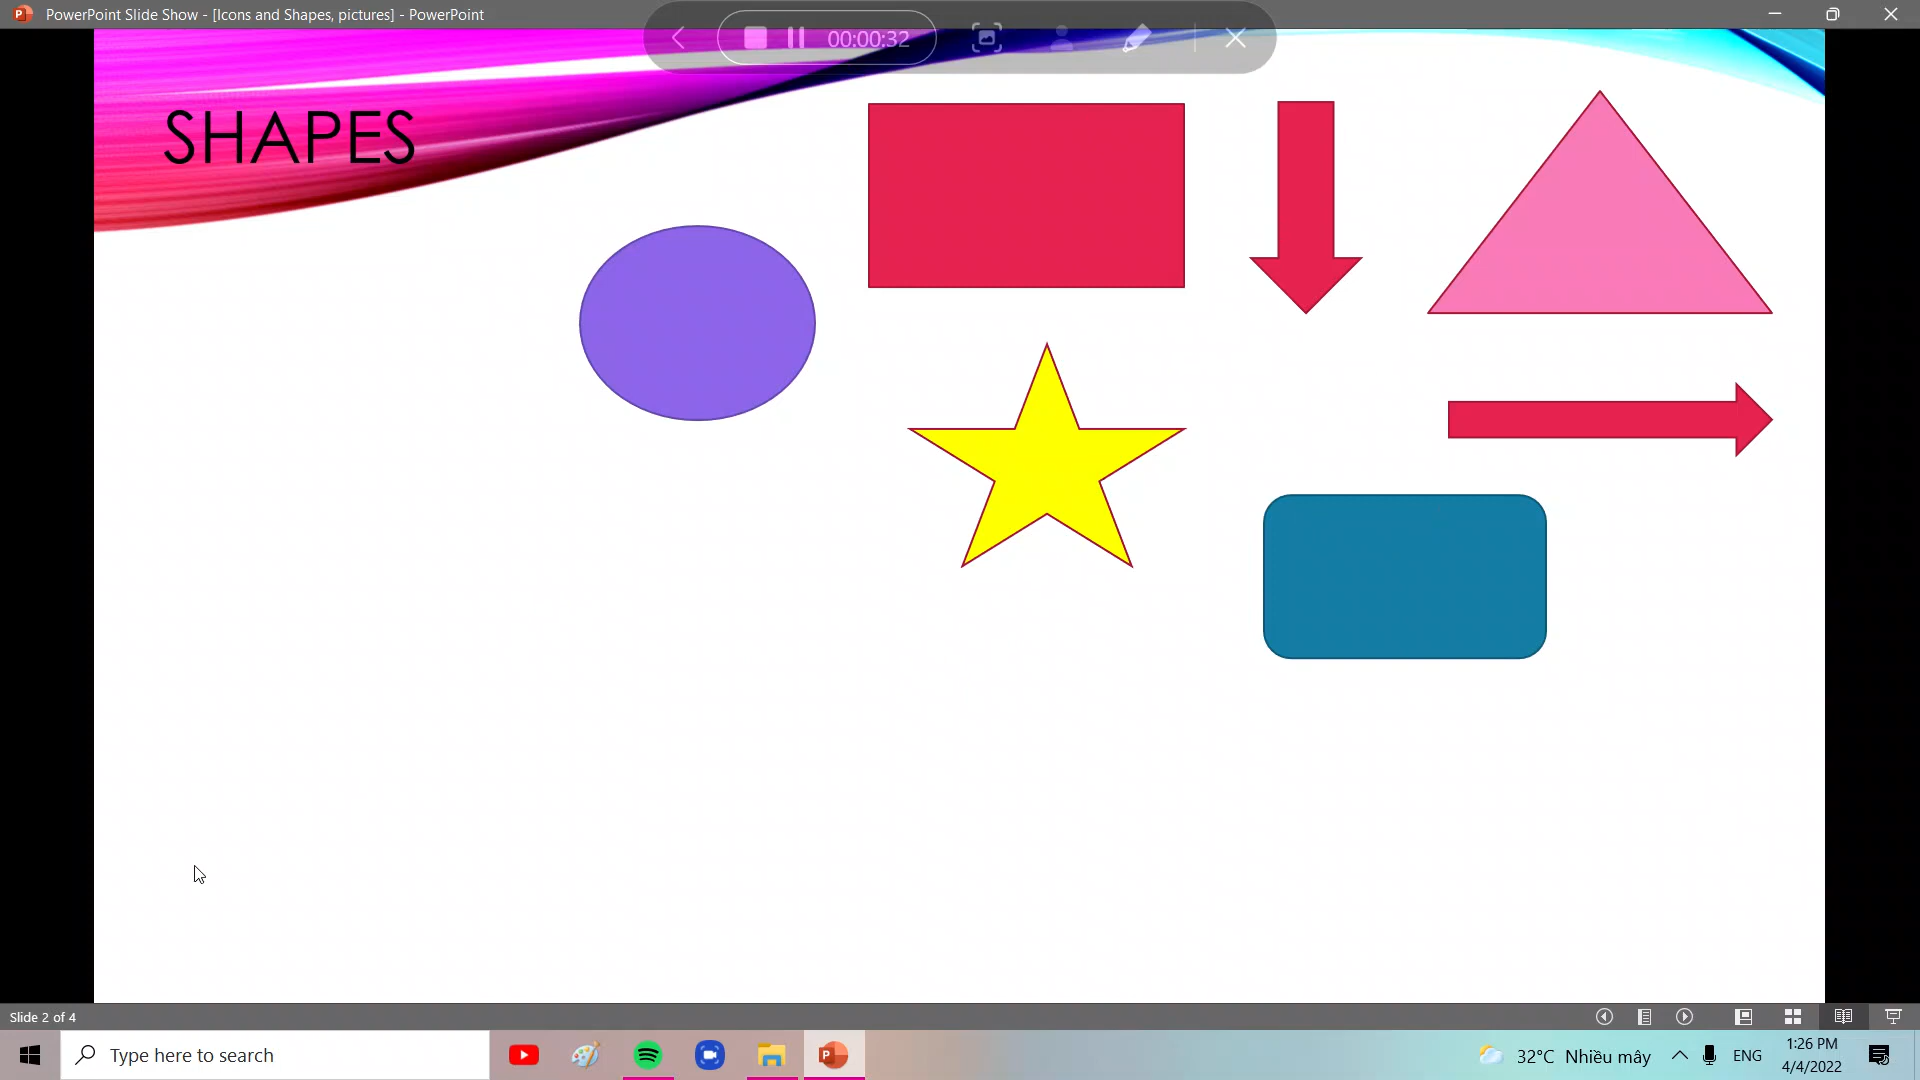 PowerPoint Slide Show - [Icons and Shapes, pictures] - PowerPoint
00:00:32
SHAPES
Slide 2 of 4
Type here to search
32°C Nhiều mây
ENG
1:26 PM
4/4/2022